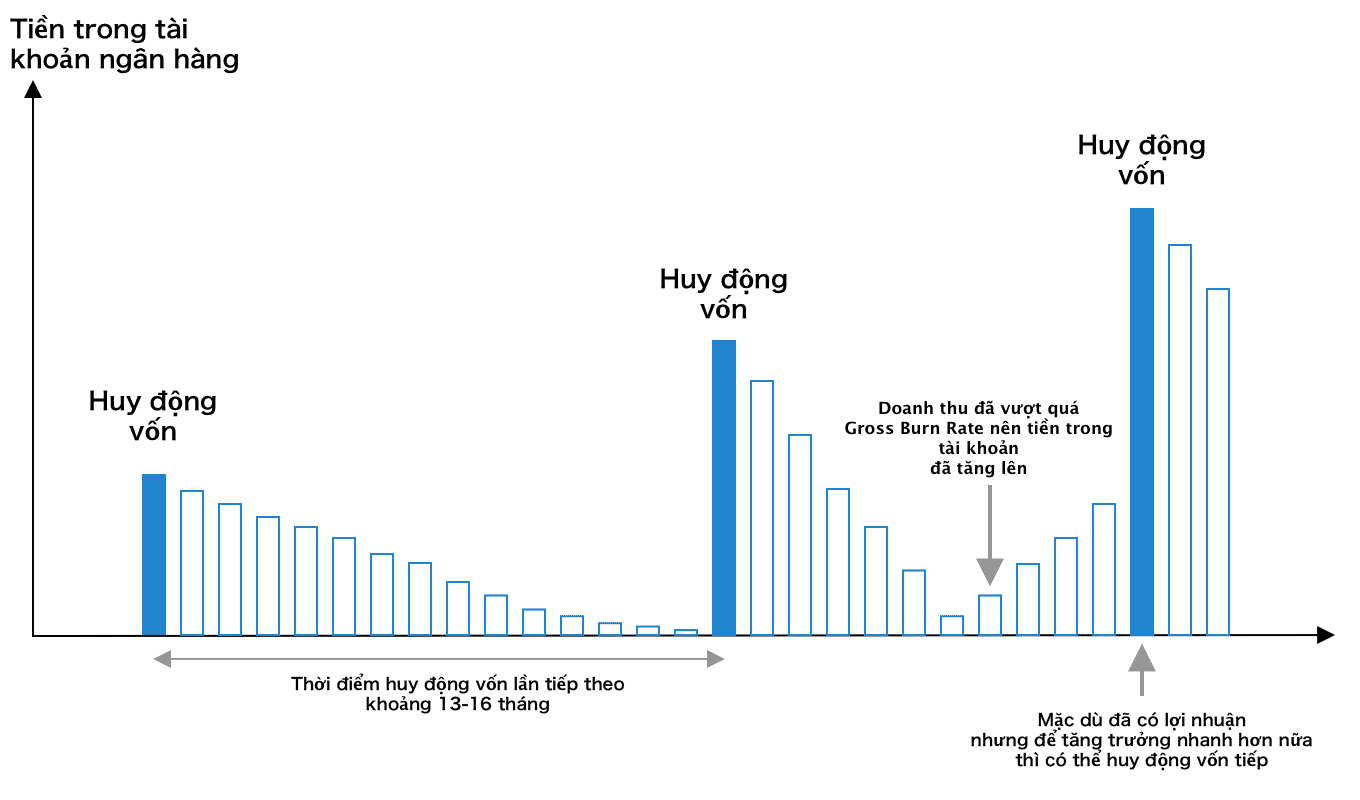 Tiền trong tài
khoản ngân hàng
Huy động
vốn
Huy động
vốn
Huy động
vốn
Doanh thu đã vượt quá
Gross Burn Rate nên tiền trong
tài khoản
đã tăng lên
Thời điểm huy động vốn lần tiếp theo
khoảng 13-16 tháng
Mặc dù đã có lợi nhuận
nhưng để tăng trưởng nhanh hơn nữa
thì có thể huy động vốn tiếp